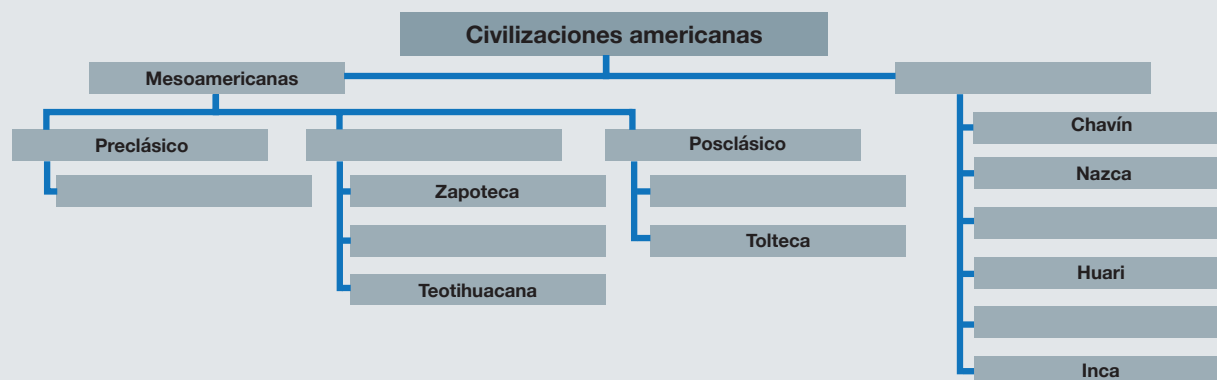 Civilizaciones americanas
Mesoamericanas
Preclásico
Posclásico
Zapoteca
Teotihuacana
Tolteca
Chavín
Nazca
Huari
Inca